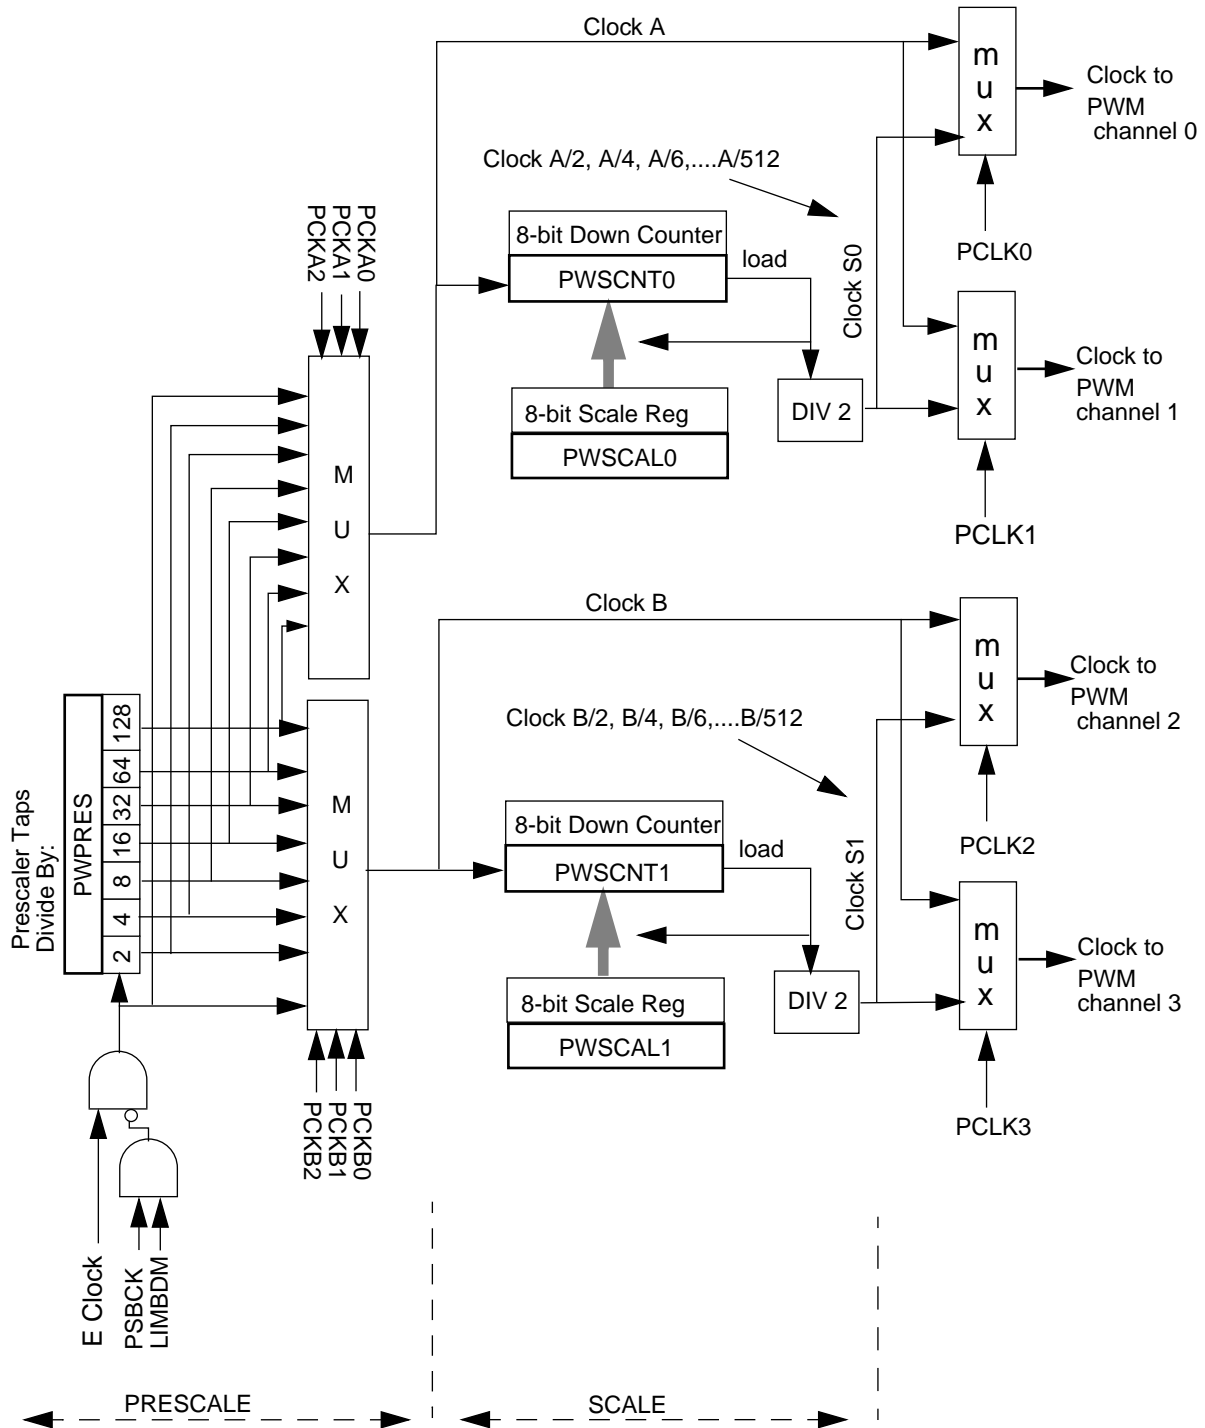 Clock A
m
u
x
Clock to
PWM
channel 0
Clock A/2, A/4, A/6,....A/512
PCKA2
PCKA1
PCKA0
8-bit Down Counter
PWSCNT0
load
Clock S0
PCLK0
m
u
x
Clock to
PWM
channel 1
8-bit Scale Reg
PWSCAL0
DIV 2
M
U
X
PCLK1
Clock B
m
u
x
Clock to
PWM
channel 2
Clock B/2, B/4, B/6,....B/512
Prescaler Taps
Divide By:
PWPRES
128
64
32
16
8
4
2
M
U
X
8-bit Down Counter
PWSCNT1
load
Clock S1
PCLK2
m
u
x
Clock to
PWM
channel 3
8-bit Scale Reg
PWSCAL1
DIV 2
PCKB2
PCKB1
PCKB0
PCLK3
E Clock
PSBCK
LIMBDM
PRESCALE
SCALE